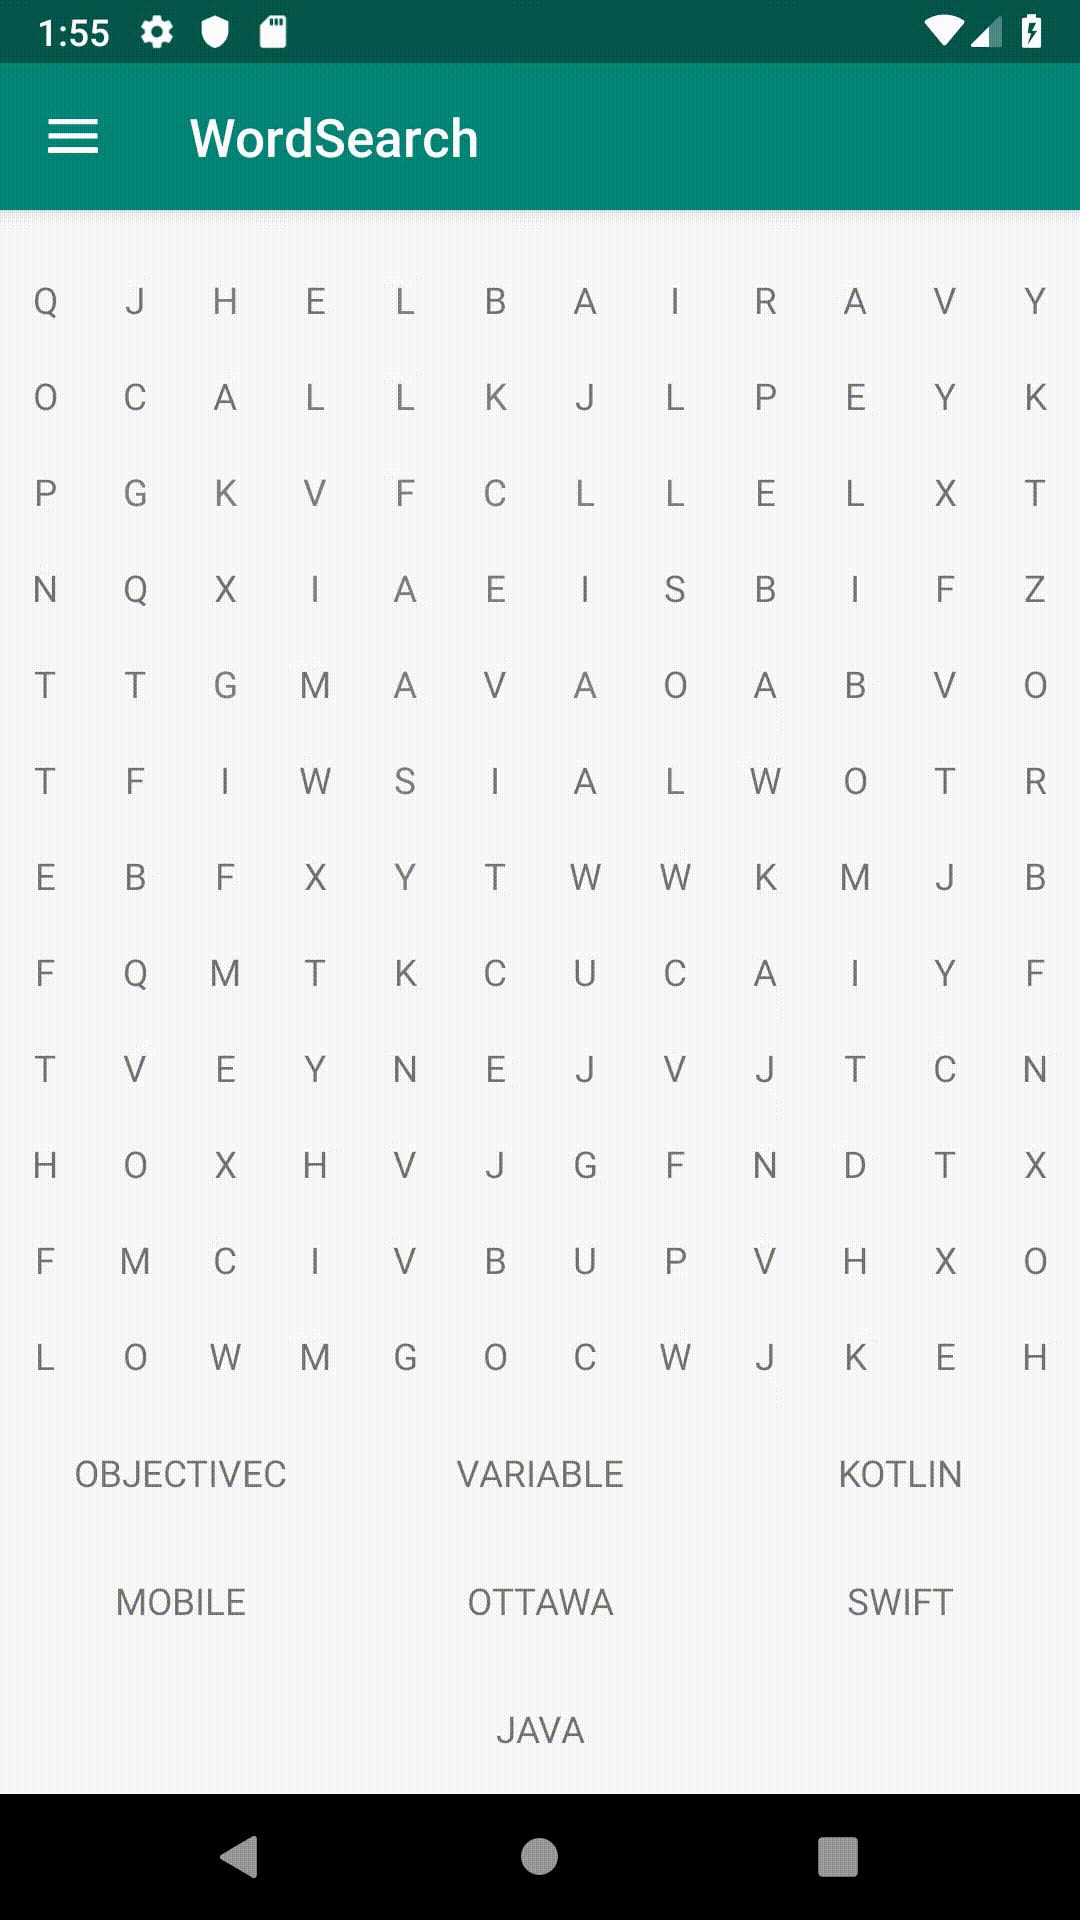 1:55
WordSearch
Q J H E L B A I R A V Y
O C A L L K J L P E Y K
P G K V F C L L E L X T
N Q X I A E I S B I F Z
T T G M A V A O A B V O
T F I W S I A L W O T R
E B F X Y T W W K M J B
F Q M T K C U C A I Y F
T V E Y N E J V J T C N
H O X H V J G F N D T X
F M C I V B U P V H X O
L O W M G O C W J K E H
OBJECTIVEC VARIABLE KOTLIN
MOBILE OTTAWA SWIFT
JAVA